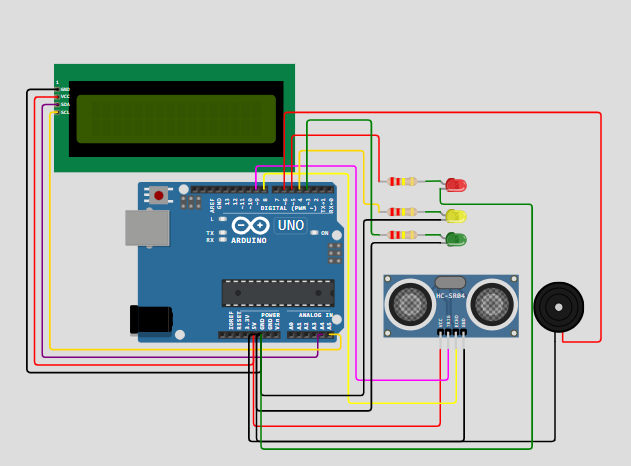 1
GND
VCC
SDA
SCL
AREF
GND
13
12
~11
~10
~9
8
7
~6
~5
4
~3
2
TX→1
RX←0
DIGITAL (PWM ~)
L
TX
RX
UNO
ON
ARDUINO
IOREF
RESET
3.3V
5V
GND
GND
Vin
POWER
ANALOG IN
A0
A1
A2
A3
A4
A5
HC-SR04
VCC
TRIG
ECHO
GND